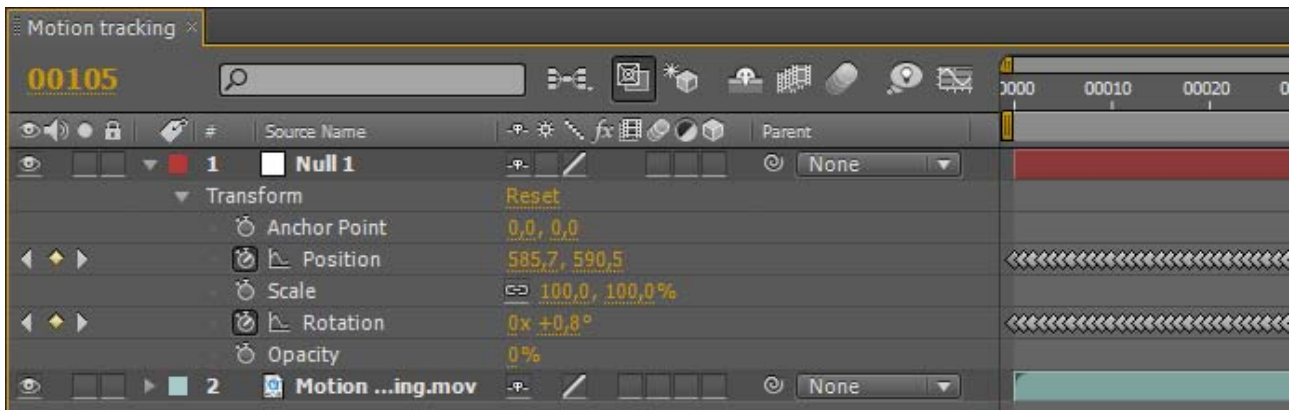 Motion tracking
00105
0000 00010 00020 0
# Source Name fx Parent
1 Null 1 None
Transform Reset
Anchor Point 0,0, 0,0
Position 585,7, 590,5
Scale 100,0, 100,0%
Rotation 0x +0,8°
Opacity 0%
2 Motion ...ing.mov None